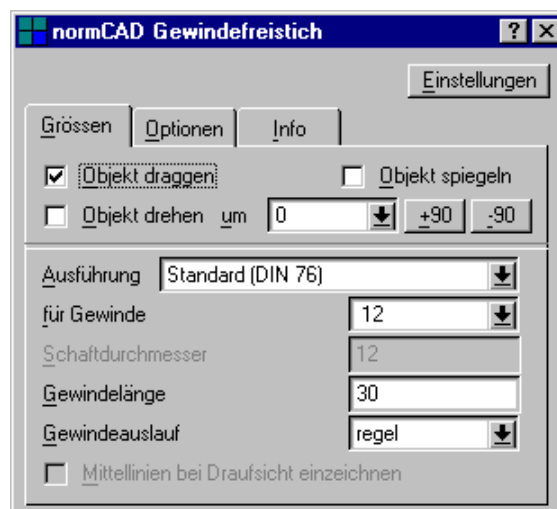 normCAD Gewindefreistich ? ×
Einstellungen
Grössen Optionen Info
Objekt draggen Objekt spiegeln
Objekt drehen um 0 +90 -90
Ausführung Standard (DIN 76)
für Gewinde 12
Schaftdurchmesser 12
Gewindelänge 30
Gewindeauslauf regel
Mittellinien bei Draufsicht einzeichnen